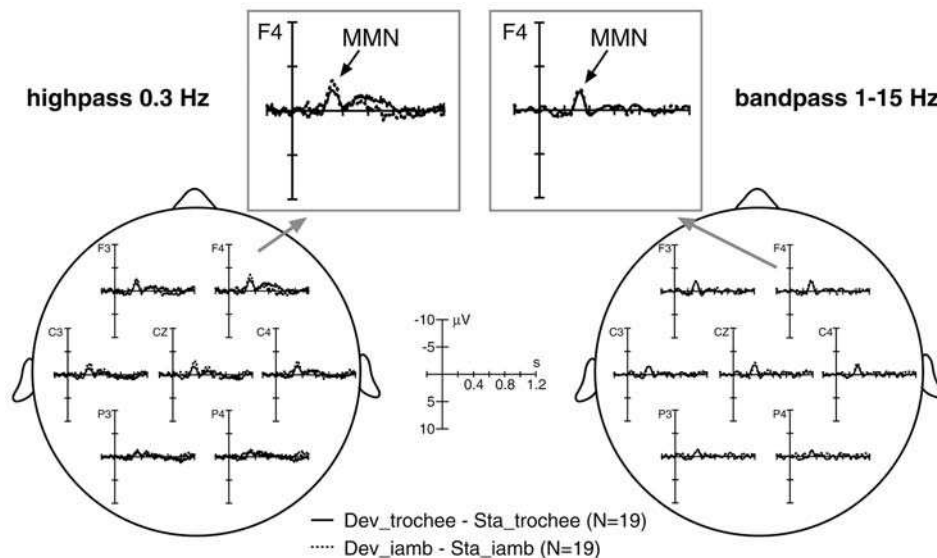 F4
MMN
F4
MMN
highpass 0.3 Hz
bandpass 1-15 Hz
F3
F4
F3
F4
C3
CZ
C4
C3
CZ
C4
P3
P4
P3
P4
-10 µV
-5
s
0.4 0.8 1.2
5
10
Dev_trochee - Sta_trochee (N=19)
Dev_iamb - Sta_iamb (N=19)